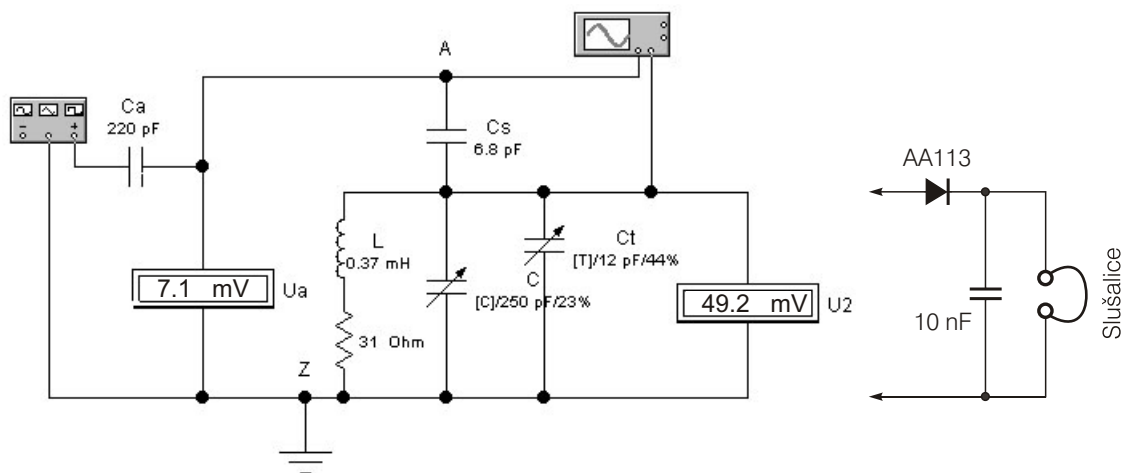 A
Ca
220 pF
Cs
6.8 pF
AA113
L
0.37 mH
Ct
[T]/12 pF/44%
C
[C]/250 pF/23%
7.1 mV
Ua
49.2 mV
U2
31 Ohm
Z
10 nF
Slušalice